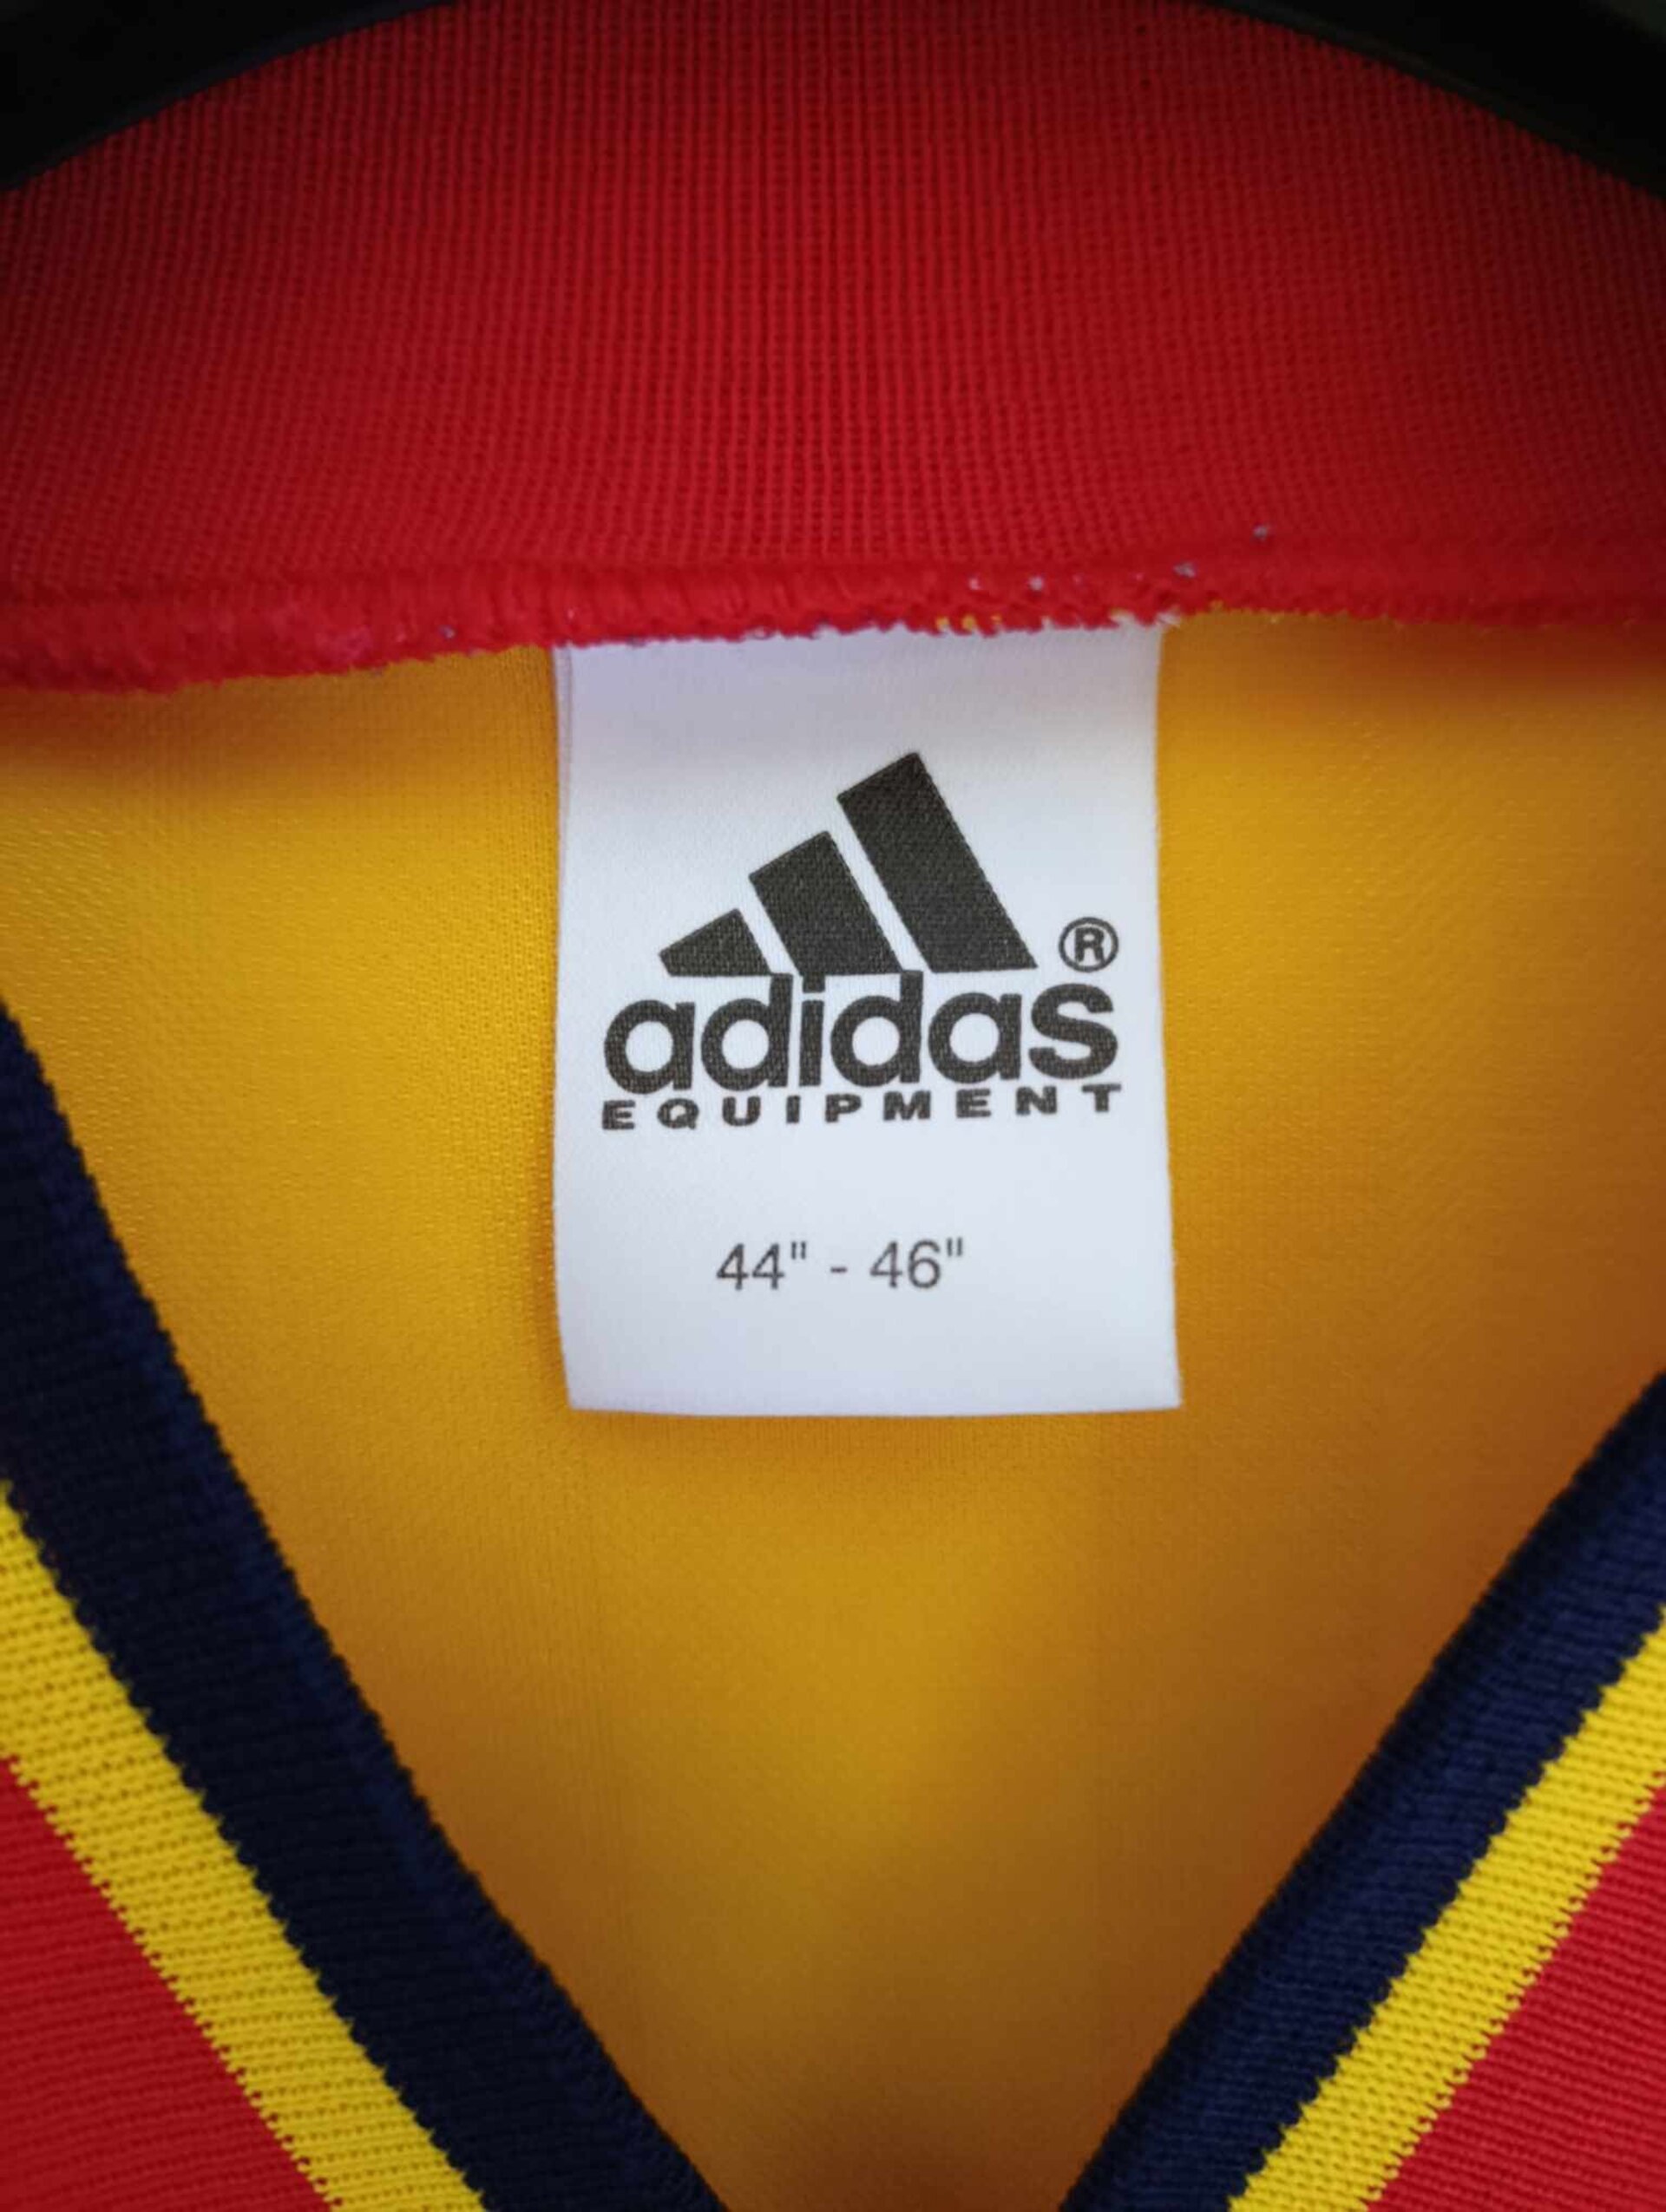 ®
adidas
EQUIPMENT
44" - 46"